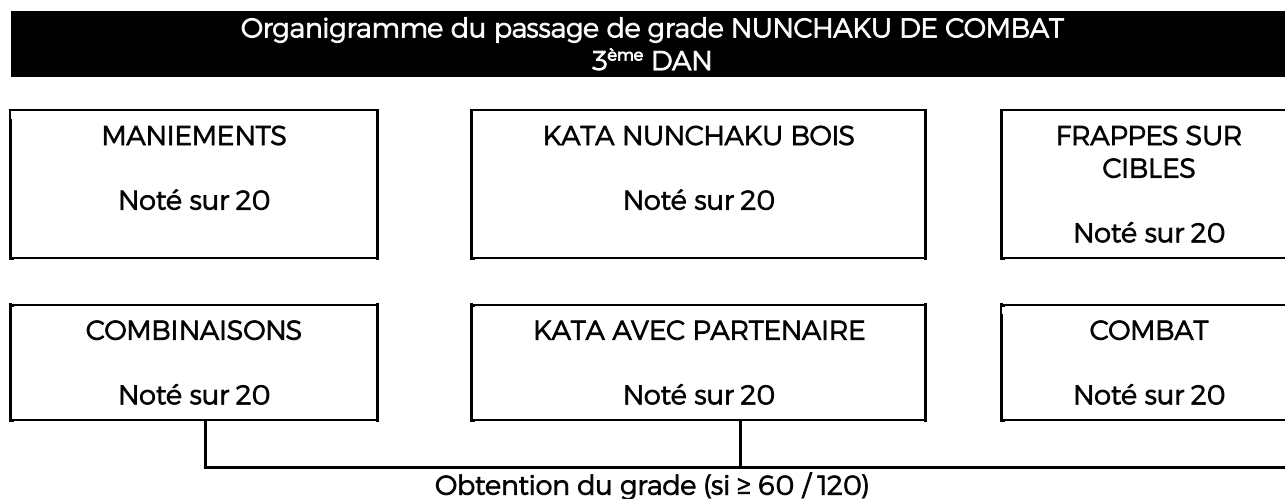 Organigramme du passage de grade NUNCHAKU DE COMBAT
3ème DAN
MANIEMENTS
Noté sur 20
KATA NUNCHAKU BOIS
Noté sur 20
FRAPPES SUR
CIBLES
Noté sur 20
COMBINAISONS
Noté sur 20
KATA AVEC PARTENAIRE
Noté sur 20
COMBAT
Noté sur 20
Obtention du grade (si ≥ 60 / 120)